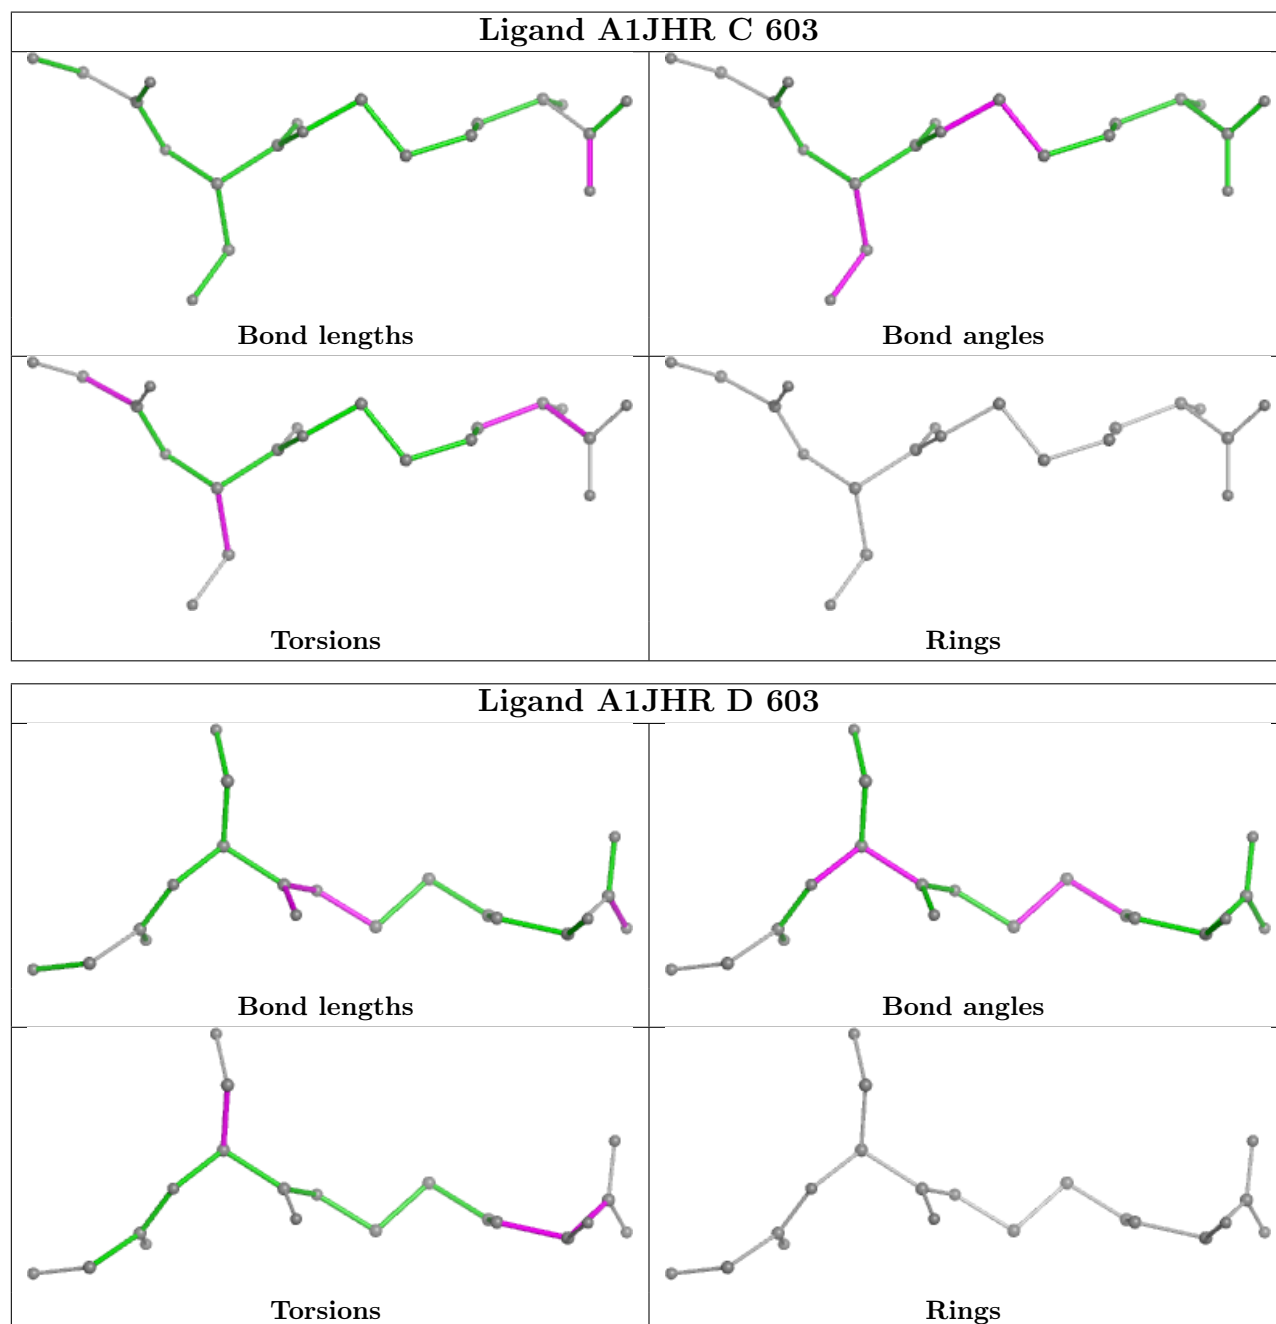 Ligand A1JHR C 603
Bond lengths
Bond angles
Torsions
Rings
Ligand A1JHR D 603
Bond lengths
Bond angles
Torsions
Rings